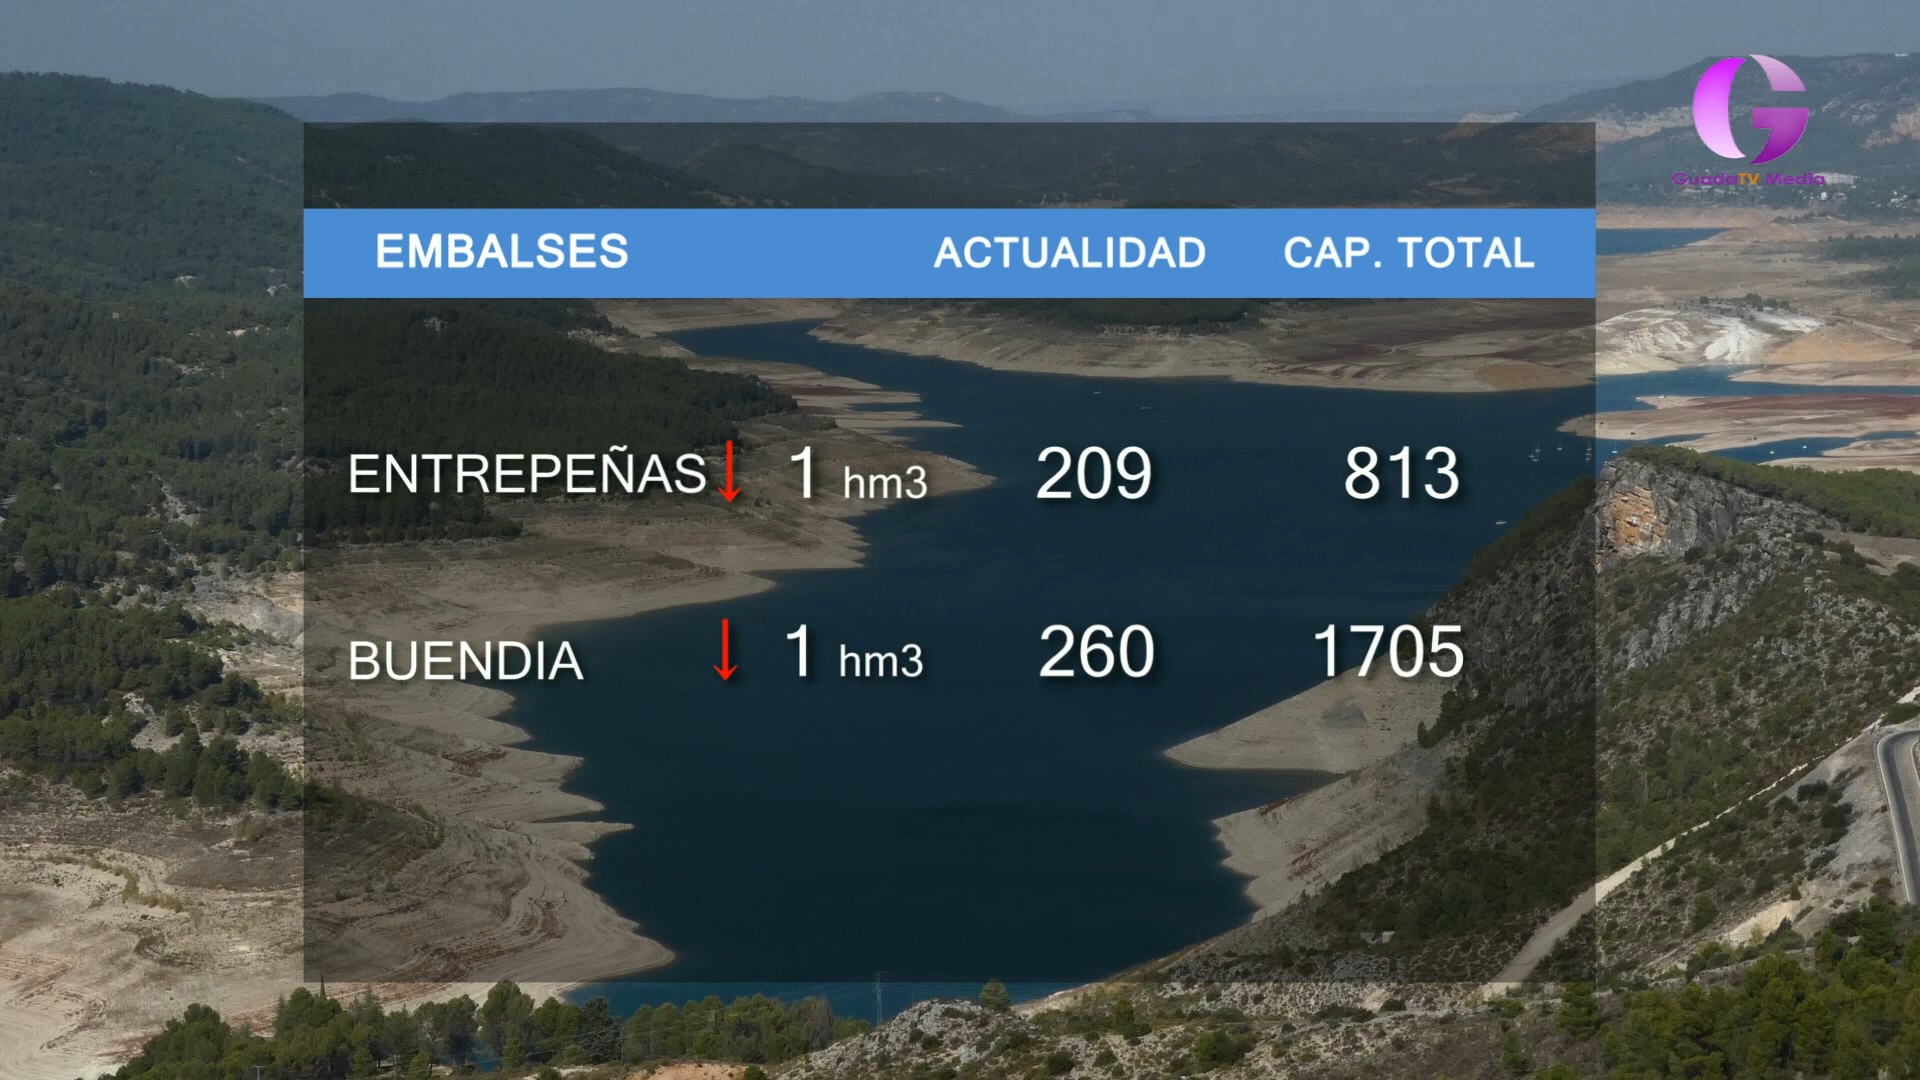 GuadaTV Media
EMBALSES ACTUALIDAD CAP. TOTAL
ENTREPEÑAS ↓ 1 hm3 209 813
BUENDIA ↓ 1 hm3 260 1705